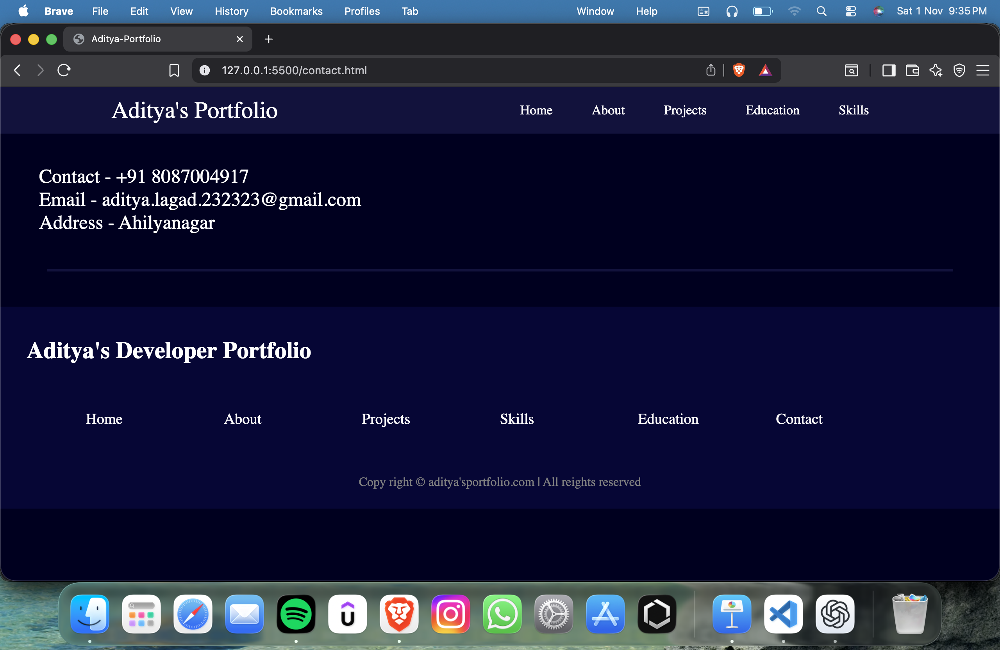 Brave File Edit View History Bookmarks Profiles Tab Window Help Sat 1 Nov 9:35 PM
Aditya-Portfolio
127.0.0.1:5500/contact.html
Aditya's Portfolio Home About Projects Education Skills
Contact - +91 8087004917
Email - aditya.lagad.232323@gmail.com
Address - Ahilyanagar
Aditya's Developer Portfolio
Home About Projects Skills Education Contact
Copy right © aditya'sportfolio.com | All reights reserved